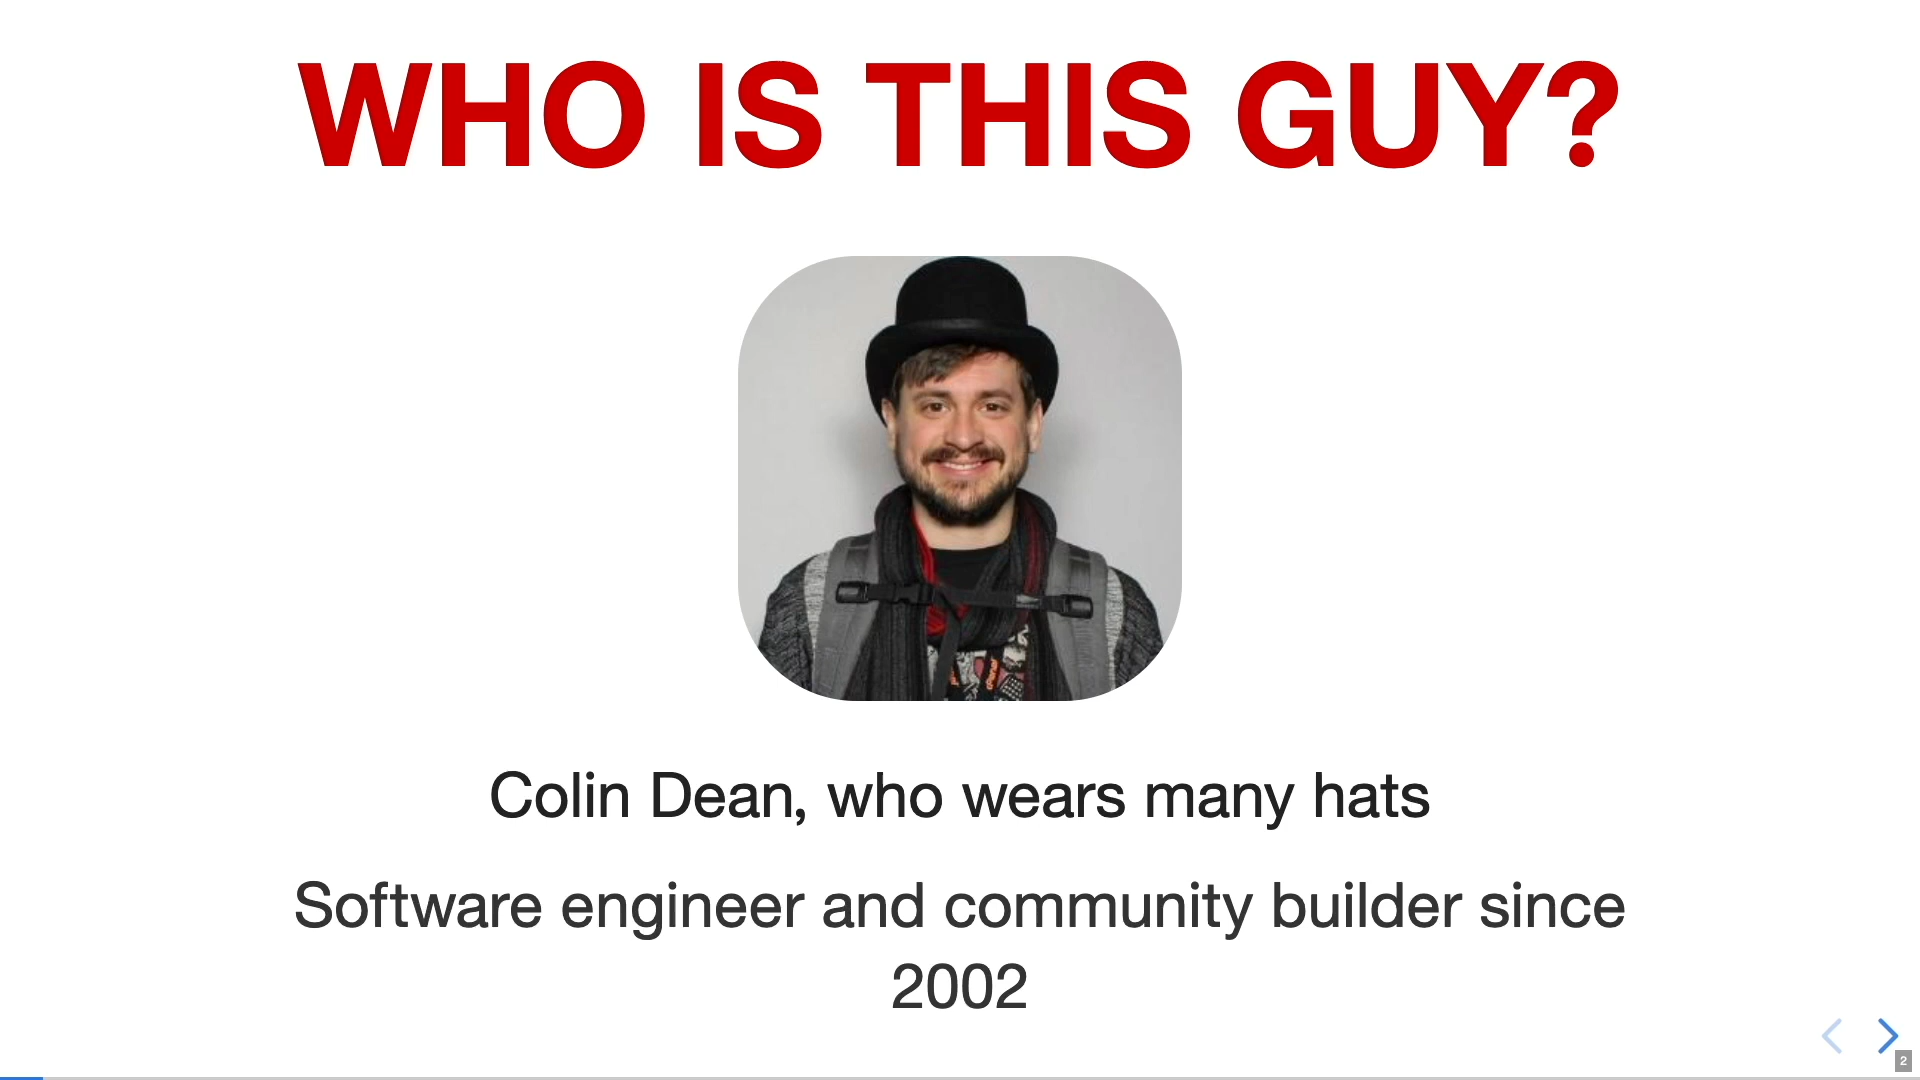 WHO IS THIS GUY?
Colin Dean, who wears many hats
Software engineer and community builder since
2002
2